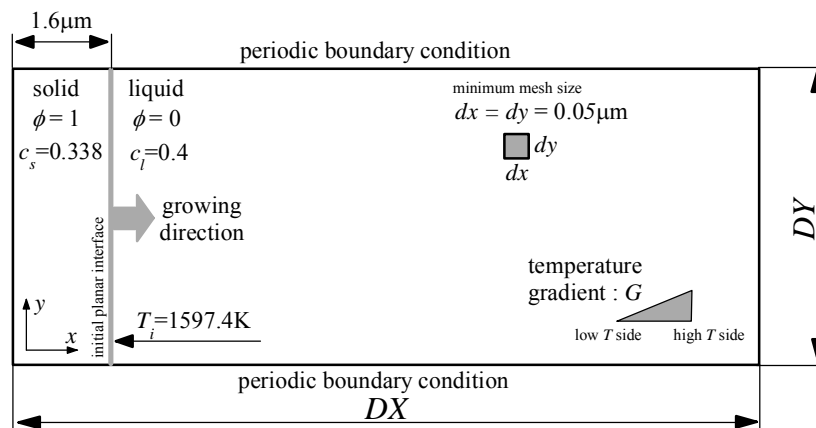 1.6μm
periodic boundary condition
solid
ϕ = 1
c_s=0.338
liquid
ϕ = 0
c_l=0.4
minimum mesh size
dx = dy = 0.05μm
dy
dx
growing
direction
initial planar interface
DY
temperature
gradient : G
low T side
high T side
y
x
T_i=1597.4K
periodic boundary condition
DX